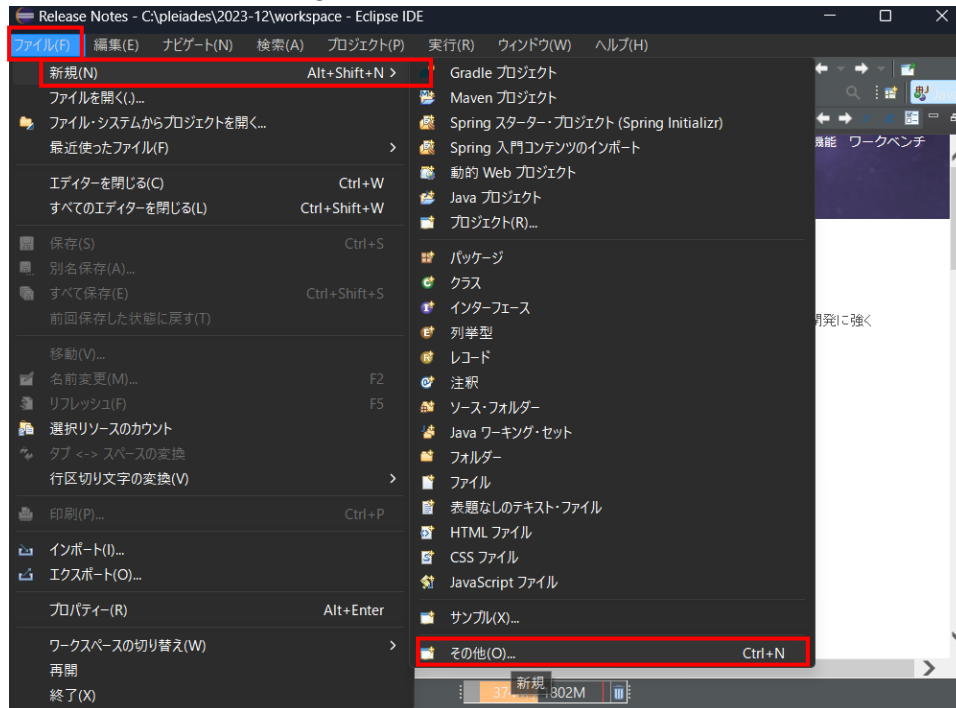 Release Notes - C:\pleiades\2023-12\workspace - Eclipse IDE
ファイル(F) 編集(E) ナビゲート(N) 検索(A) プロジェクト(P) 実行(R) ウィンドウ(W) ヘルプ(H)
新規(N) Alt+Shift+N >
ファイルを開く(.)...
ファイル・システムからプロジェクトを開く...
最近使ったファイル(F) >
エディターを閉じる(C) Ctrl+W
すべてのエディターを閉じる(L) Ctrl+Shift+W
保存(S) Ctrl+S
別名保存(A)...
すべて保存(E) Ctrl+Shift+S
前回保存した状態に戻す(T)
移動(V)...
名前変更(M)... F2
リフレッシュ(F) F5
選択リソースのカウント
タブ <-> スペースの変換
行区切り文字の変換(V) >
印刷(P)... Ctrl+P
インポート(I)...
エクスポート(O)...
プロパティー(R) Alt+Enter
ワークスペースの切り替え(W) >
再開
終了(X)
Gradle プロジェクト
Maven プロジェクト
Spring スターター・プロジェクト (Spring Initializr)
Spring 入門コンテンツのインポート
動的 Web プロジェクト
Java プロジェクト
プロジェクト(R)...
パッケージ
クラス
インターフェース
列挙型
レコード
注釈
ソース・フォルダー
Java ワーキング・セット
フォルダー
ファイル
表題なしのテキスト・ファイル
HTML ファイル
CSS ファイル
JavaScript ファイル
サンプル(X)...
その他(O)... Ctrl+N
新規
機能 ワークベンチ
開発に強く
802M